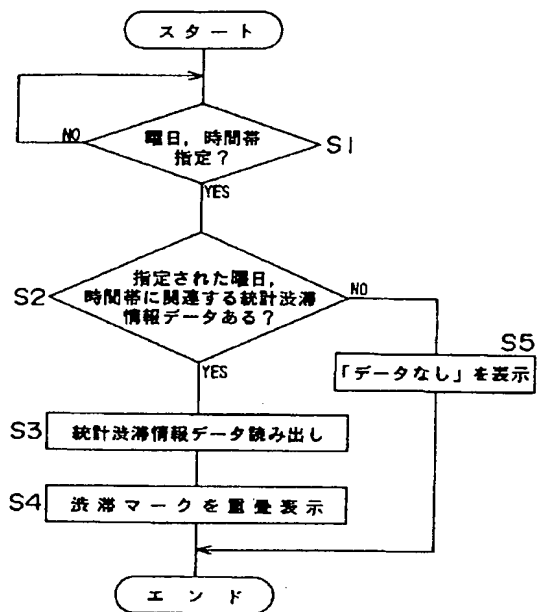 スタート
NO
曜日，時間帯
指定？
S1
YES
指定された曜日，
時間帯に関連する統計渋滞
情報データある？
S2
NO
YES
S5
「データなし」を表示
S3
統計渋滞情報データ読み出し
S4
渋滞マークを重畳表示
エンド